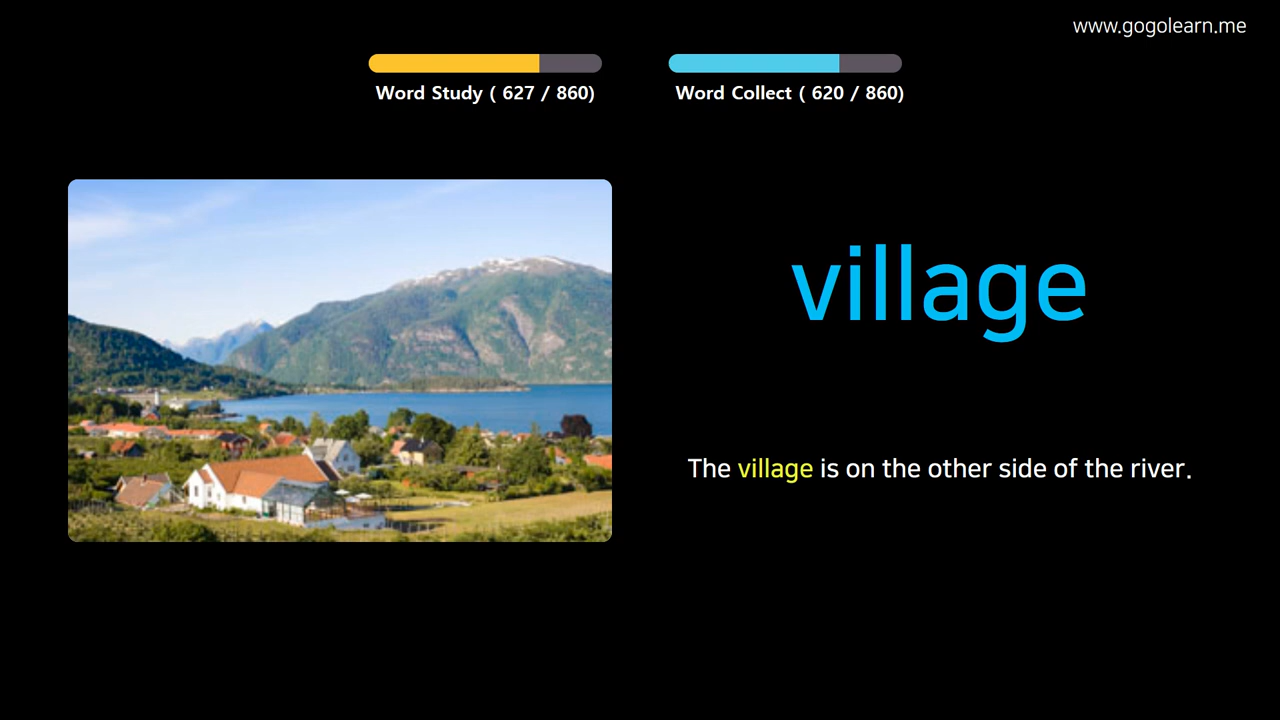 www.gogolearn.me
Word Study ( 627 / 860)
Word Collect ( 620 / 860)
village
The village is on the other side of the river.